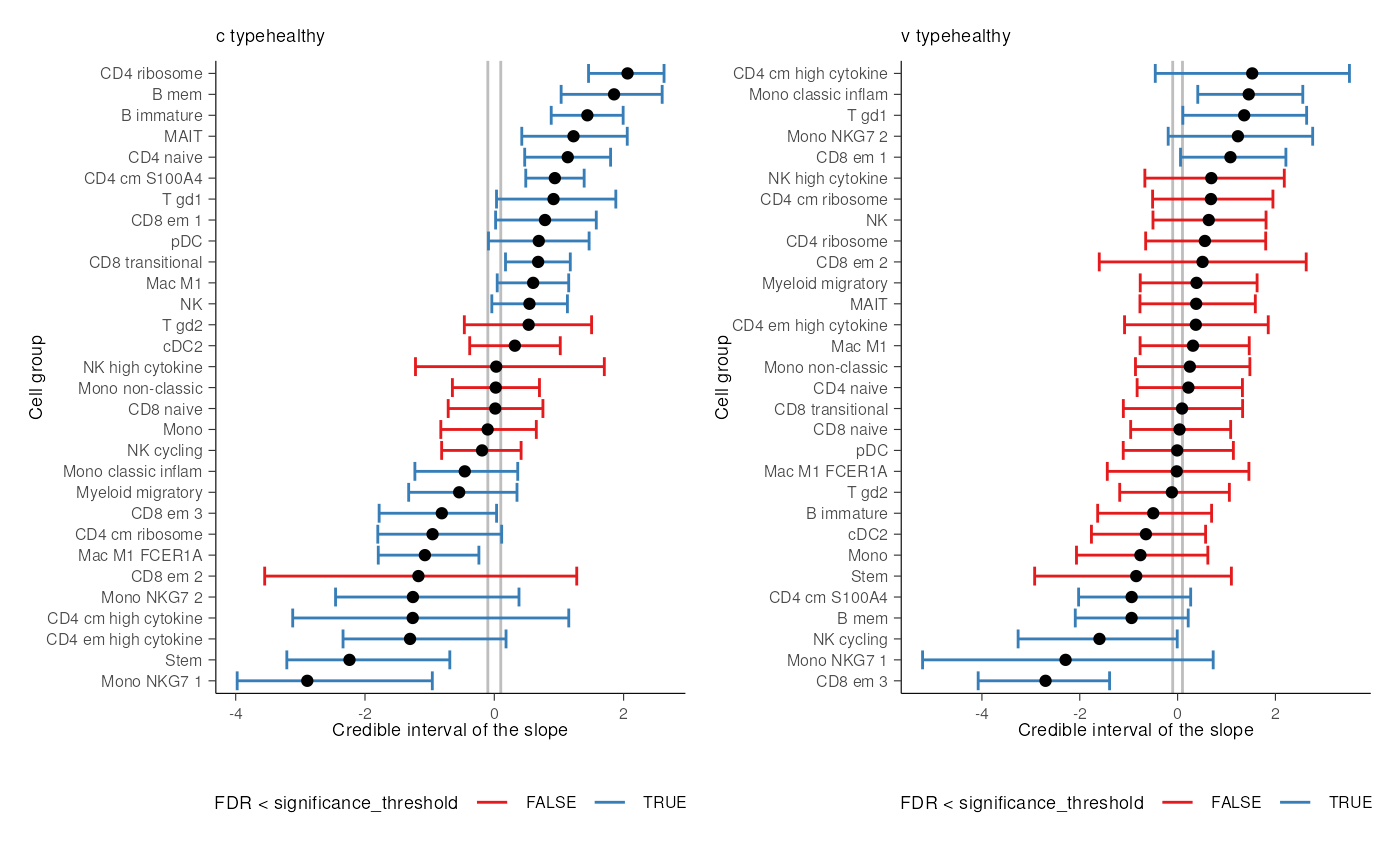 c typehealthy
Cell group
CD4 ribosome
B mem
B immature
MAIT
CD4 naive
CD4 cm S100A4
T gd1
CD8 em 1
pDC
CD8 transitional
Mac M1
NK
T gd2
cDC2
NK high cytokine
Mono non-classic
CD8 naive
Mono
NK cycling
Mono classic inflam
Myeloid migratory
CD8 em 3
CD4 cm ribosome
Mac M1 FCER1A
CD8 em 2
Mono NKG7 2
CD4 cm high cytokine
CD4 em high cytokine
Stem
Mono NKG7 1
-4 -2 0 2
Credible interval of the slope
FDR < significance_threshold FALSE TRUE
v typehealthy
Cell group
CD4 cm high cytokine
Mono classic inflam
T gd1
Mono NKG7 2
CD8 em 1
NK high cytokine
CD4 cm ribosome
NK
CD4 ribosome
CD8 em 2
Myeloid migratory
MAIT
CD4 em high cytokine
Mac M1
Mono non-classic
CD4 naive
CD8 transitional
CD8 naive
pDC
Mac M1 FCER1A
T gd2
B immature
cDC2
Mono
Stem
CD4 cm S100A4
B mem
NK cycling
Mono NKG7 1
CD8 em 3
-4 -2 0 2
Credible interval of the slope
FDR < significance_threshold FALSE TRUE